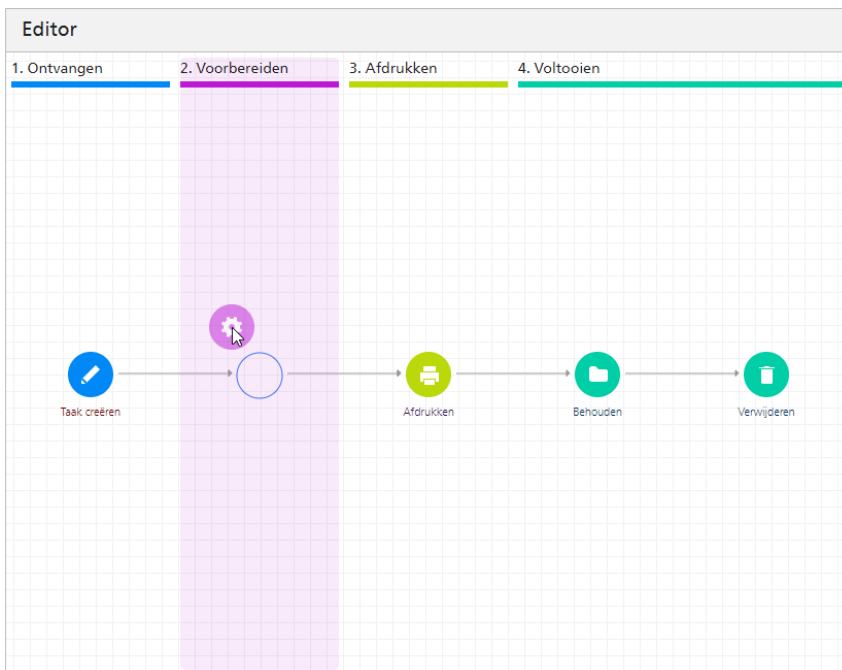 Editor
1. Ontvangen
2. Voorbereiden
3. Afdrukken
4. Voltooien
Taak creëren
Afdrukken
Behouden
Verwijderen